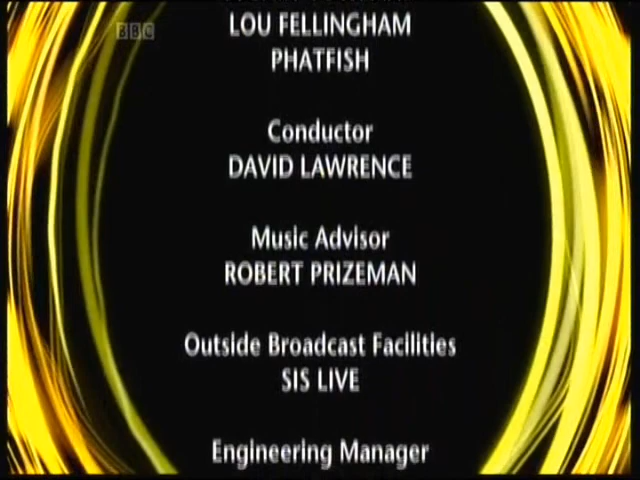 BBC
LOU FELLINGHAM
PHATFISH
Conductor
DAVID LAWRENCE
Music Advisor
ROBERT PRIZEMAN
Outside Broadcast Facilities
SIS LIVE
Engineering Manager